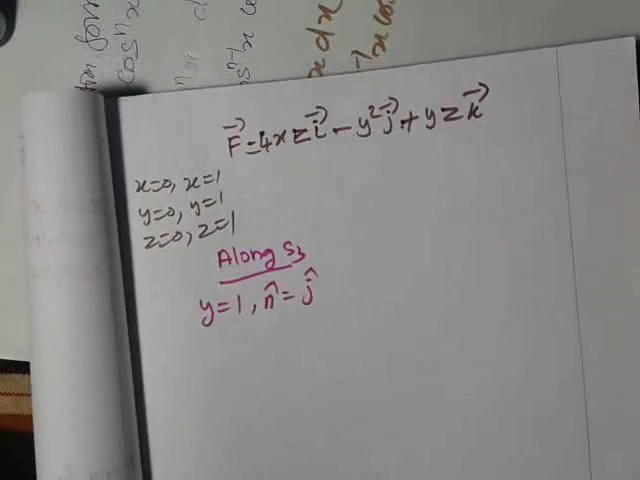 F⃗ = 4xz i⃗ - y² j⃗ + yz k⃗
x=0, x=1
y=0, y=1
z=0, z=1
Along S₃
y=1, n̂ = ĵ